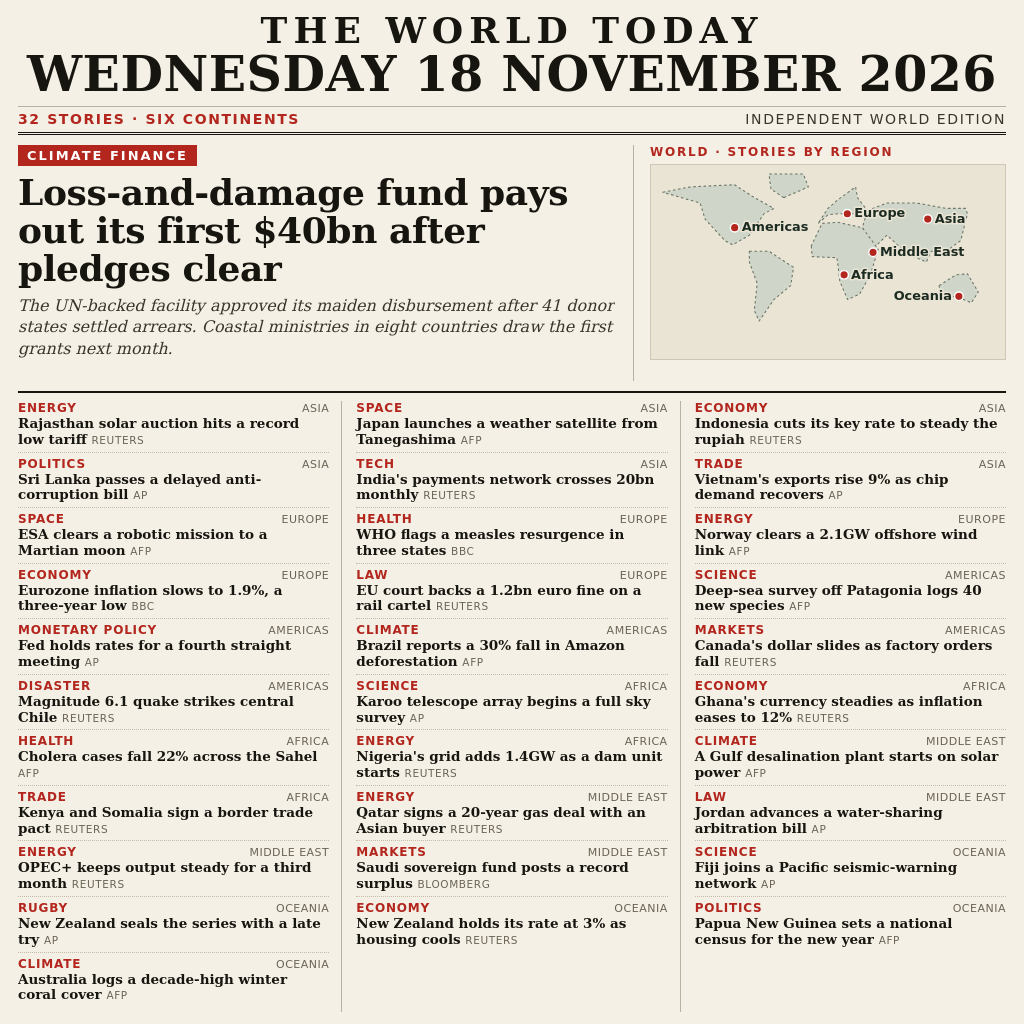 THE WORLD TODAY
WEDNESDAY 18 NOVEMBER 2026
32 STORIES · SIX CONTINENTS
INDEPENDENT WORLD EDITION
CLIMATE FINANCE
Loss-and-damage fund pays
out its first $40bn after
pledges clear
The UN-backed facility approved its maiden disbursement after 41 donor
states settled arrears. Coastal ministries in eight countries draw the first
grants next month.
WORLD · STORIES BY REGION
Europe
Asia
Americas
Middle East
Africa
Oceania
ENERGY ASIA
Rajasthan solar auction hits a record
low tariff REUTERS
POLITICS ASIA
Sri Lanka passes a delayed anti-
corruption bill AP
SPACE EUROPE
ESA clears a robotic mission to a
Martian moon AFP
ECONOMY EUROPE
Eurozone inflation slows to 1.9%, a
three-year low BBC
MONETARY POLICY AMERICAS
Fed holds rates for a fourth straight
meeting AP
DISASTER AMERICAS
Magnitude 6.1 quake strikes central
Chile REUTERS
HEALTH AFRICA
Cholera cases fall 22% across the Sahel
AFP
TRADE AFRICA
Kenya and Somalia sign a border trade
pact REUTERS
ENERGY MIDDLE EAST
OPEC+ keeps output steady for a third
month REUTERS
RUGBY OCEANIA
New Zealand seals the series with a late
try AP
CLIMATE OCEANIA
Australia logs a decade-high winter
coral cover AFP
SPACE ASIA
Japan launches a weather satellite from
Tanegashima AFP
TECH ASIA
India's payments network crosses 20bn
monthly REUTERS
HEALTH EUROPE
WHO flags a measles resurgence in
three states BBC
LAW EUROPE
EU court backs a 1.2bn euro fine on a
rail cartel REUTERS
CLIMATE AMERICAS
Brazil reports a 30% fall in Amazon
deforestation AFP
SCIENCE AFRICA
Karoo telescope array begins a full sky
survey AP
ENERGY AFRICA
Nigeria's grid adds 1.4GW as a dam unit
starts REUTERS
ENERGY MIDDLE EAST
Qatar signs a 20-year gas deal with an
Asian buyer REUTERS
MARKETS MIDDLE EAST
Saudi sovereign fund posts a record
surplus BLOOMBERG
ECONOMY OCEANIA
New Zealand holds its rate at 3% as
housing cools REUTERS
ECONOMY ASIA
Indonesia cuts its key rate to steady the
rupiah REUTERS
TRADE ASIA
Vietnam's exports rise 9% as chip
demand recovers AP
ENERGY EUROPE
Norway clears a 2.1GW offshore wind
link AFP
SCIENCE AMERICAS
Deep-sea survey off Patagonia logs 40
new species AFP
MARKETS AMERICAS
Canada's dollar slides as factory orders
fall REUTERS
ECONOMY AFRICA
Ghana's currency steadies as inflation
eases to 12% REUTERS
CLIMATE MIDDLE EAST
A Gulf desalination plant starts on solar
power AFP
LAW MIDDLE EAST
Jordan advances a water-sharing
arbitration bill AP
SCIENCE OCEANIA
Fiji joins a Pacific seismic-warning
network AP
POLITICS OCEANIA
Papua New Guinea sets a national
census for the new year AFP